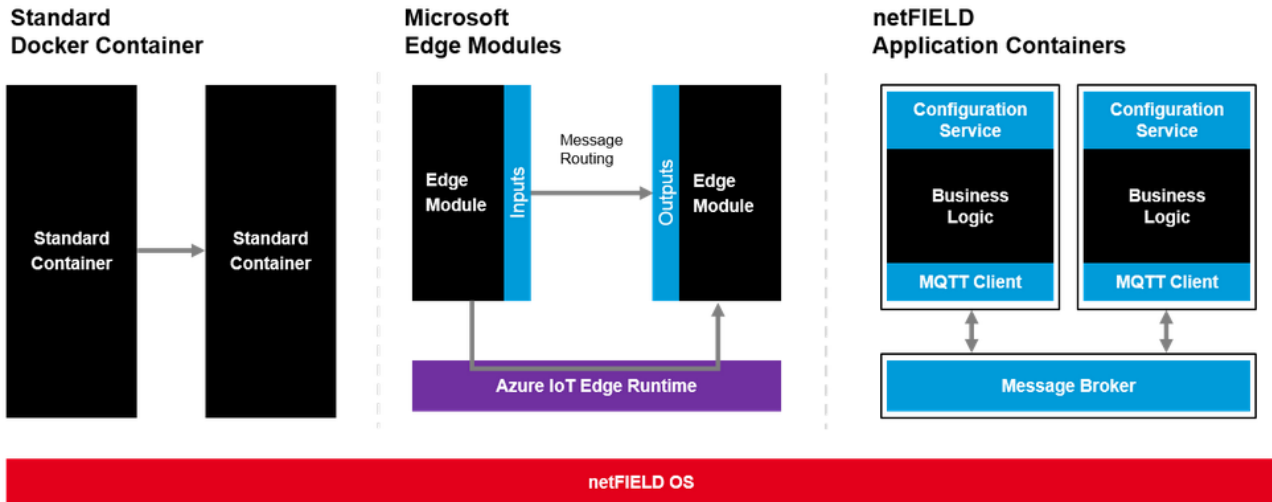 Standard
Docker Container
Microsoft
Edge Modules
netFIELD
Application Containers
Standard
Container
Standard
Container
Edge
Module
Inputs
Message
Routing
Outputs
Edge
Module
Azure IoT Edge Runtime
Configuration
Service
Business
Logic
MQTT Client
Configuration
Service
Business
Logic
MQTT Client
Message Broker
netFIELD OS